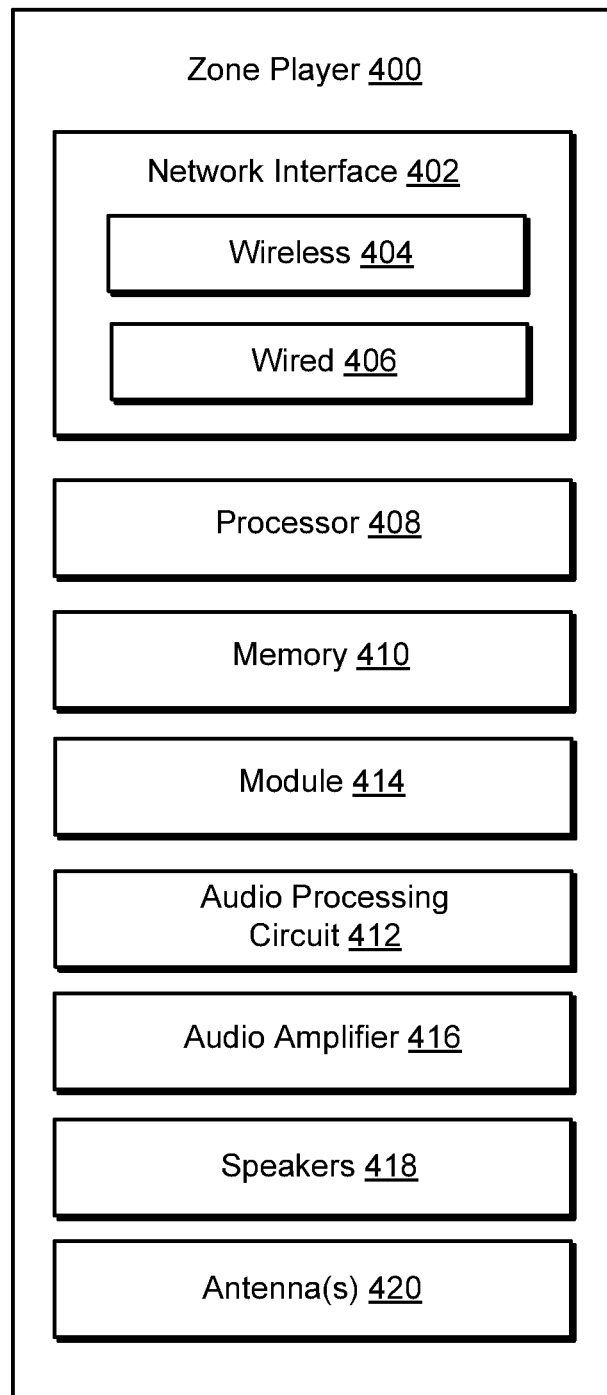 Zone Player 400
Network Interface 402
Wireless 404
Wired 406
Processor 408
Memory 410
Module 414
Audio Processing
Circuit 412
Audio Amplifier 416
Speakers 418
Antenna(s) 420